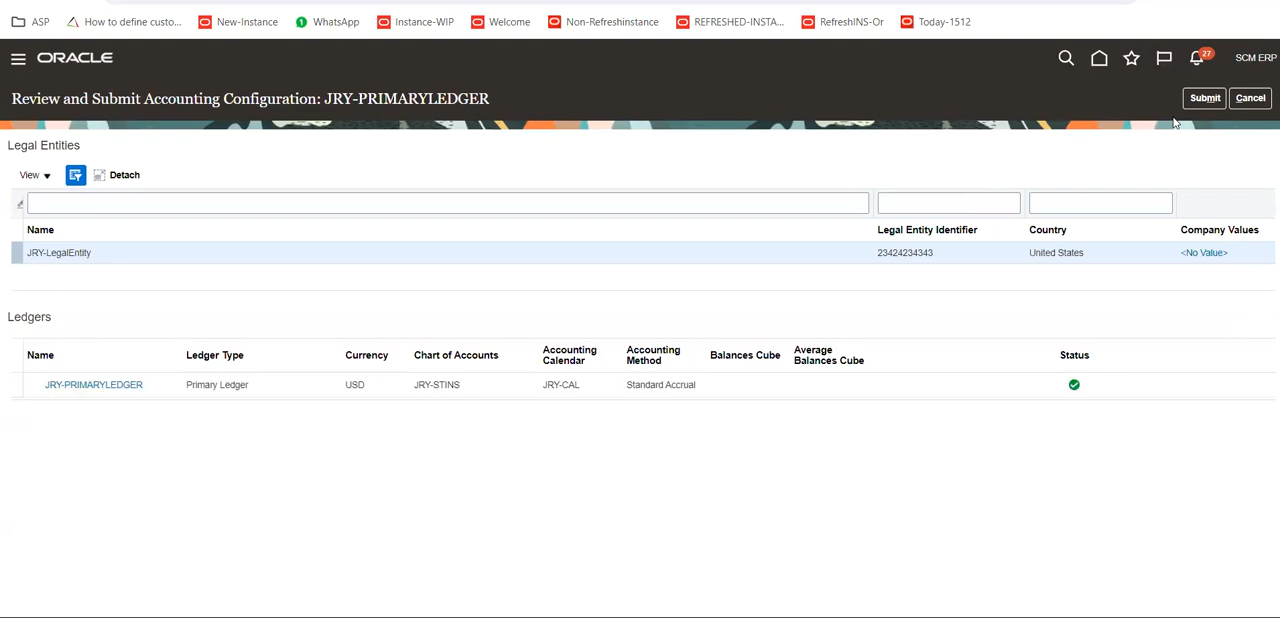 ASP How to define custo... New-Instance 1 WhatsApp Instance-WIP Welcome Non-Refreshinstance REFRESHED-INSTA... RefreshINS-Or Today-1512
ORACLE 27 SCM ERP
Review and Submit Accounting Configuration: JRY-PRIMARYLEDGER Submit Cancel
Legal Entities
View Detach
Name Legal Entity Identifier Country Company Values
JRY-LegalEntity 23424234343 United States <No Value>
Ledgers
Name Ledger Type Currency Chart of Accounts Accounting Calendar Accounting Method Balances Cube Average Balances Cube Status
JRY-PRIMARYLEDGER Primary Ledger USD JRY-STINS JRY-CAL Standard Accrual